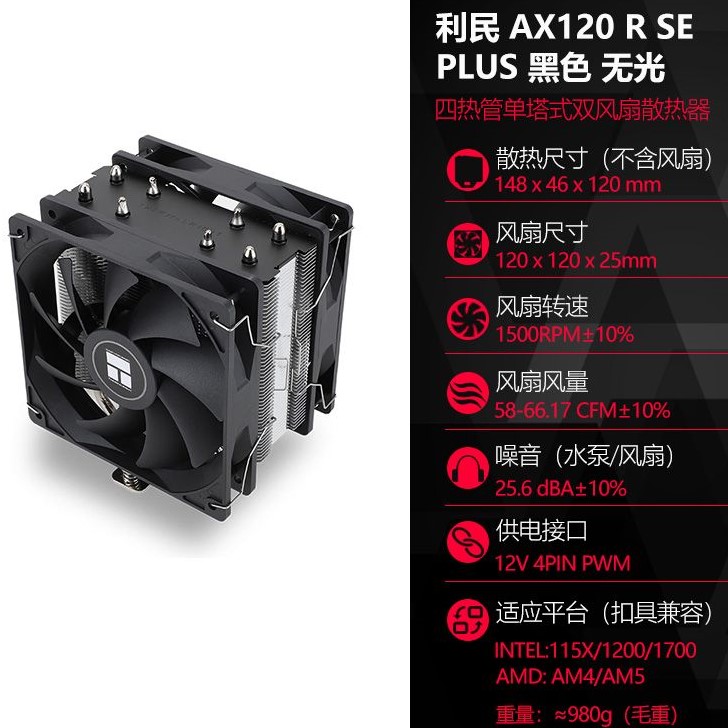 利民 AX120 R SE
PLUS 黑色 无光
四热管单塔式双风扇散热器
散热尺寸（不含风扇）
148 x 46 x 120 mm
风扇尺寸
120 x 120 x 25mm
风扇转速
1500RPM±10%
风扇风量
58-66.17 CFM±10%
噪音（水泵/风扇）
25.6 dBA±10%
供电接口
12V 4PIN PWM
适应平台（扣具兼容）
INTEL:115X/1200/1700
AMD: AM4/AM5
重量：≈980g（毛重）